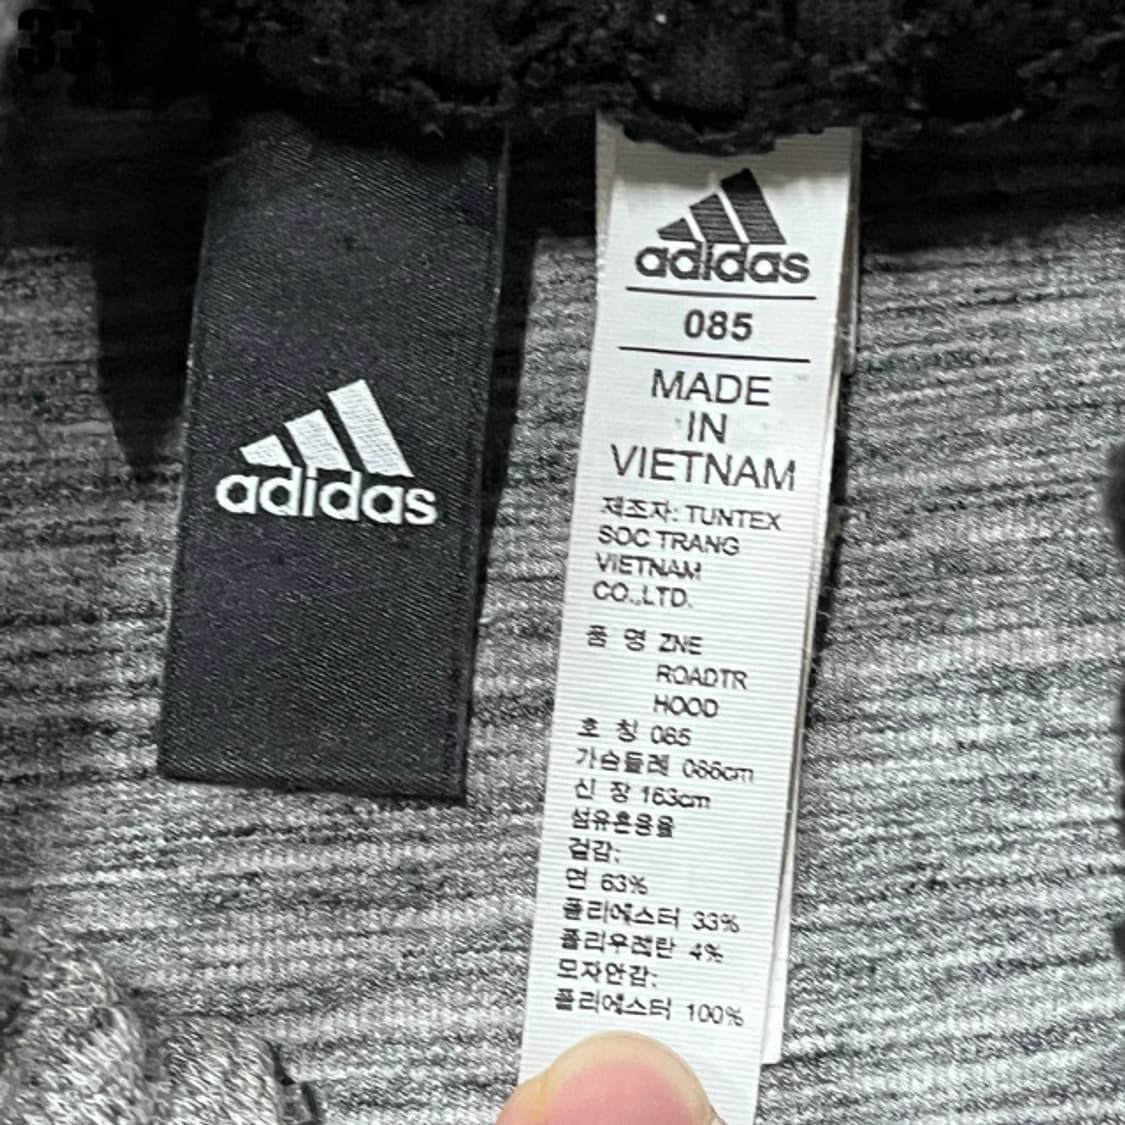 331
adidas
adidas
085
MADE
IN
VIETNAM
제조자: TUNTEX
SOC TRANG
VIETNAM
CO.,LTD.
품 명 ZNE
ROADTR
HOOD
호 칭 085
가슴둘레 086cm
신 장 163cm
섬유혼용율
겉감:
면 63%
폴리에스터 33%
폴리우레탄 4%
모자안감:
폴리에스터 100%